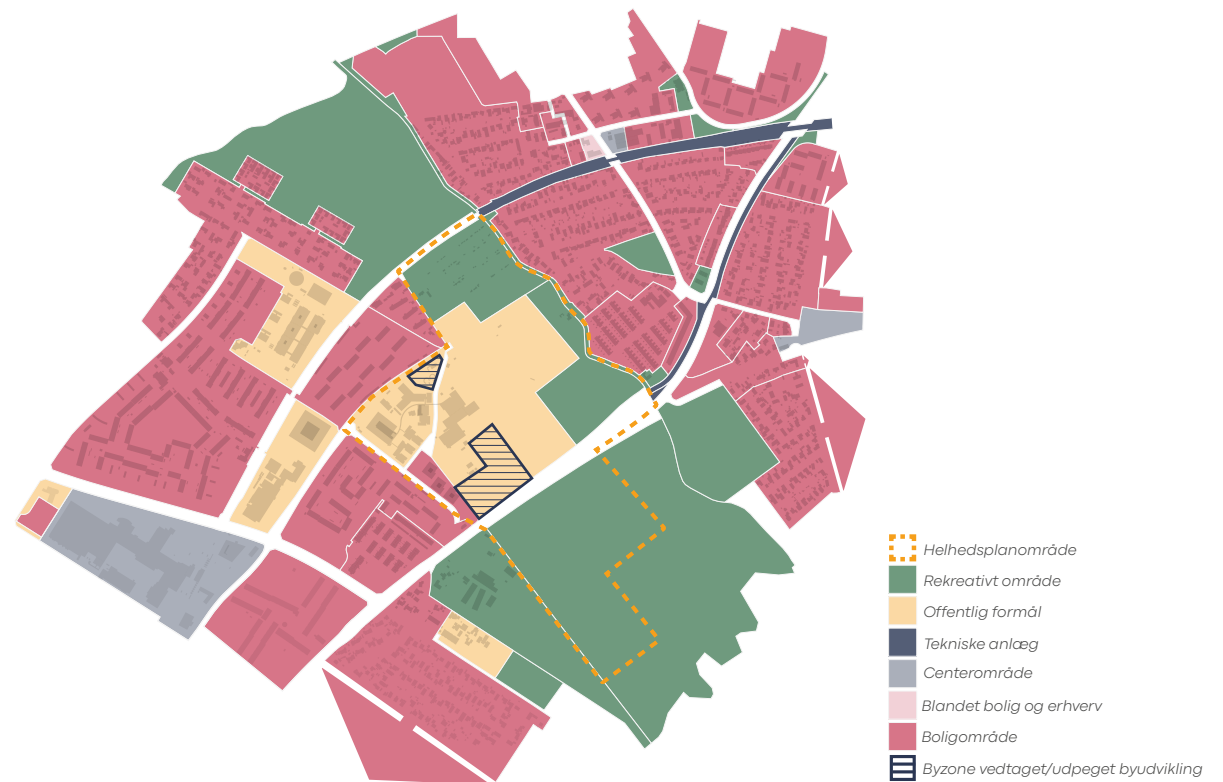 Helhedsplanområde
Rekreativt område
Offentlig formål
Tekniske anlæg
Centerområde
Blandet bolig og erhverv
Boligområde
Byzone vedtaget/udpeget byudvikling